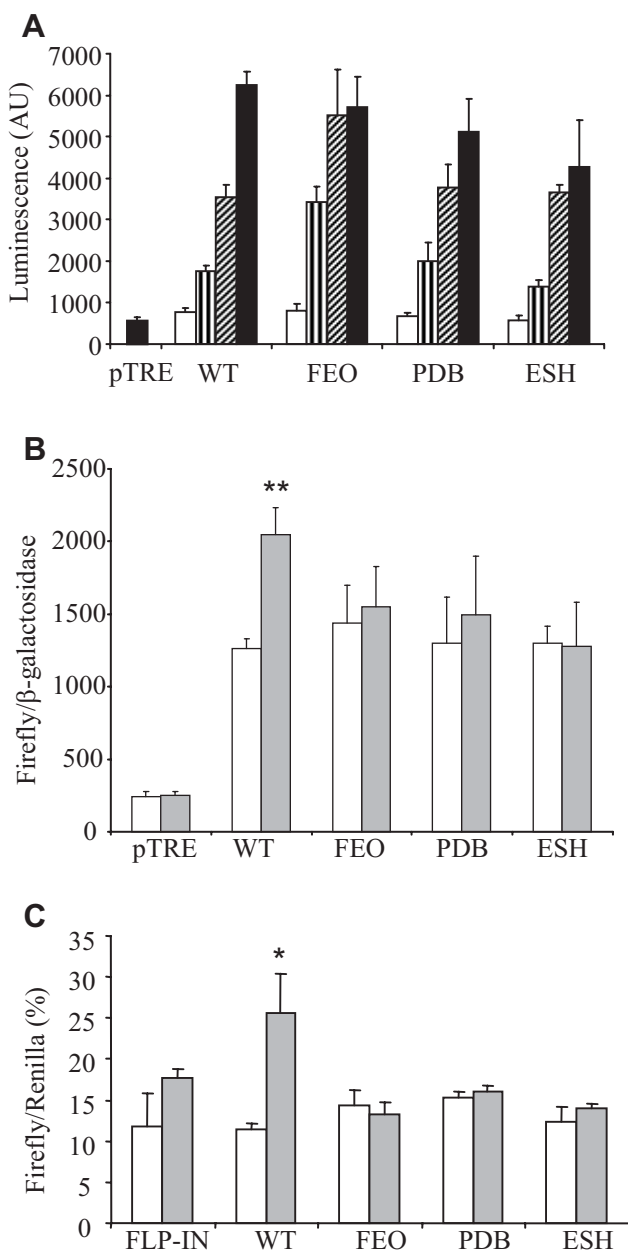 A
Luminescence (AU)
7000
6000
5000
4000
3000
2000
1000
0
pTRE WT FEO PDB ESH
B
Firefly/β-galactosidase
2500
2000
1500
1000
500
0
**
pTRE WT FEO PDB ESH
C
Firefly/Renilla (%)
35
30
25
20
15
10
5
0
*
FLP-IN WT FEO PDB ESH